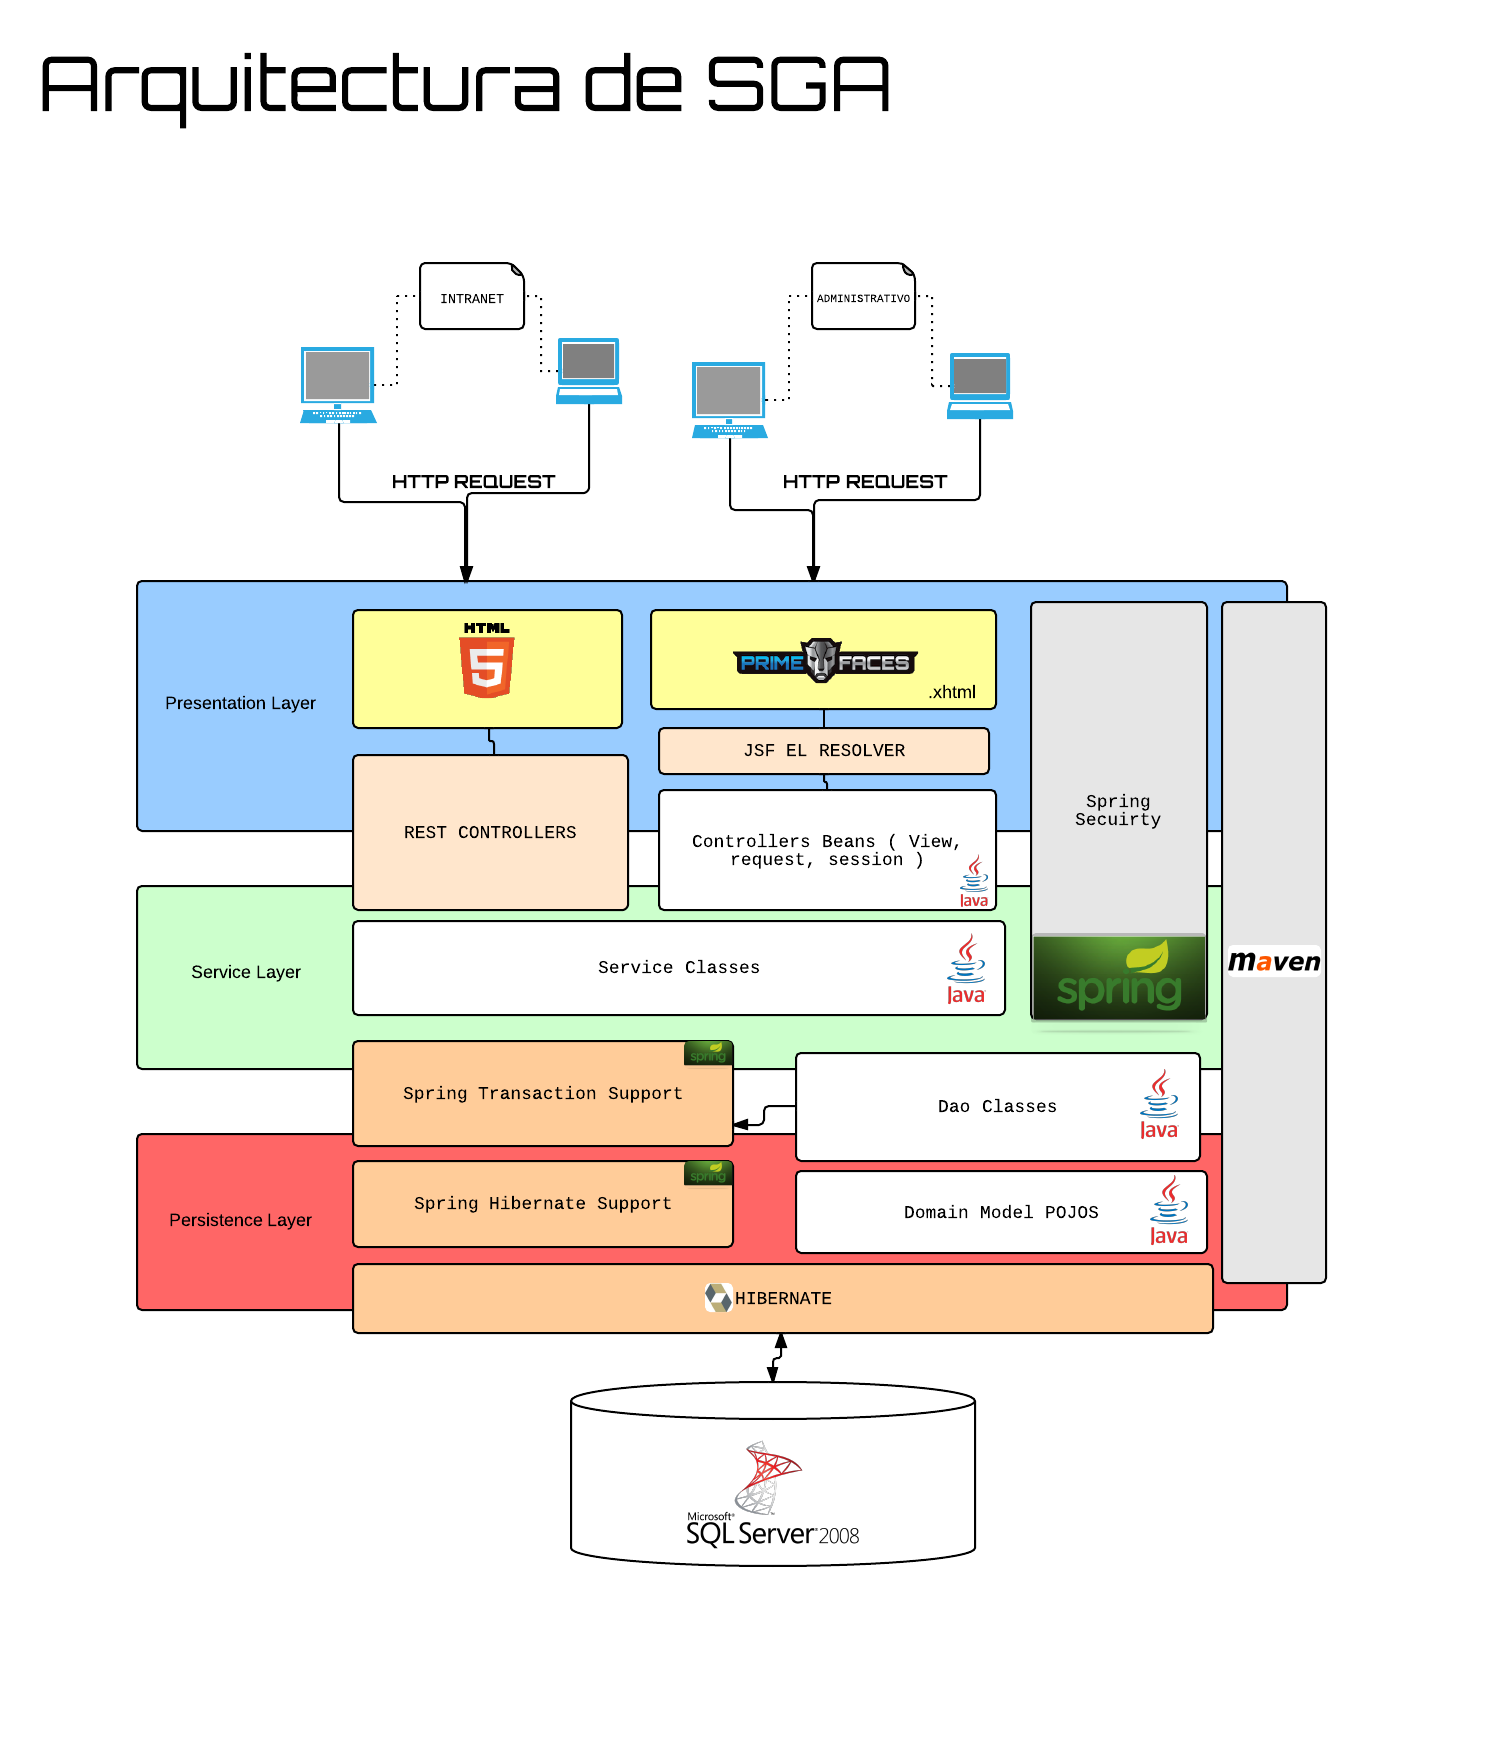 Arquitectura de SGA
INTRANET
ADMINISTRATIVO
HTTP REQUEST
HTTP REQUEST
Presentation Layer
HTML
5
PRIME FACES
.xhtml
JSF EL RESOLVER
REST CONTROLLERS
Controllers Beans ( View,
request, session )
Java
Spring
Secuirty
spring
maven
Service Layer
Service Classes
Java
Spring Transaction Support
spring
Dao Classes
Java
Persistence Layer
Spring Hibernate Support
spring
Domain Model POJOS
Java
HIBERNATE
Microsoft®
SQL Server® 2008